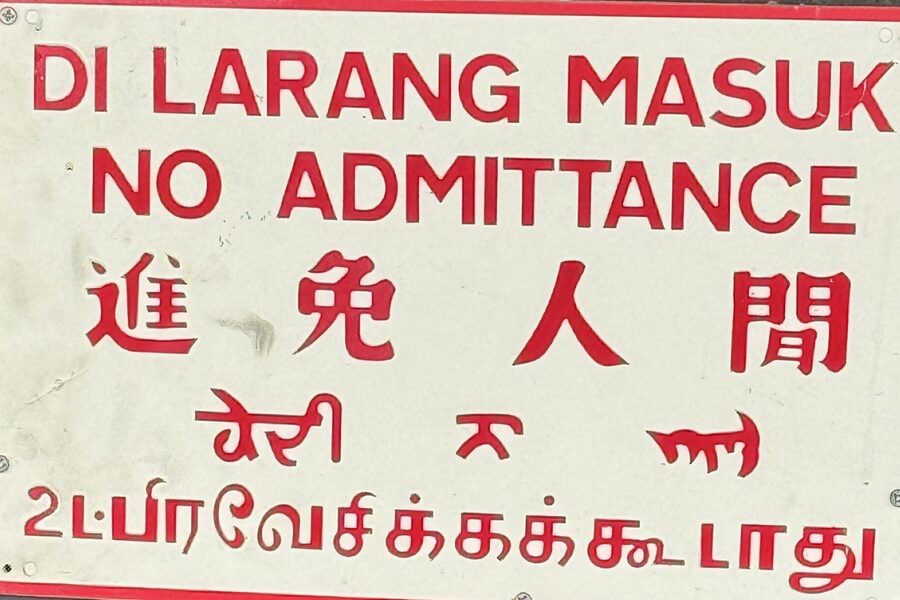 DI LARANG MASUK
NO ADMITTANCE
閒人免進
உட்பிரவேசிக்கக்கூடாது